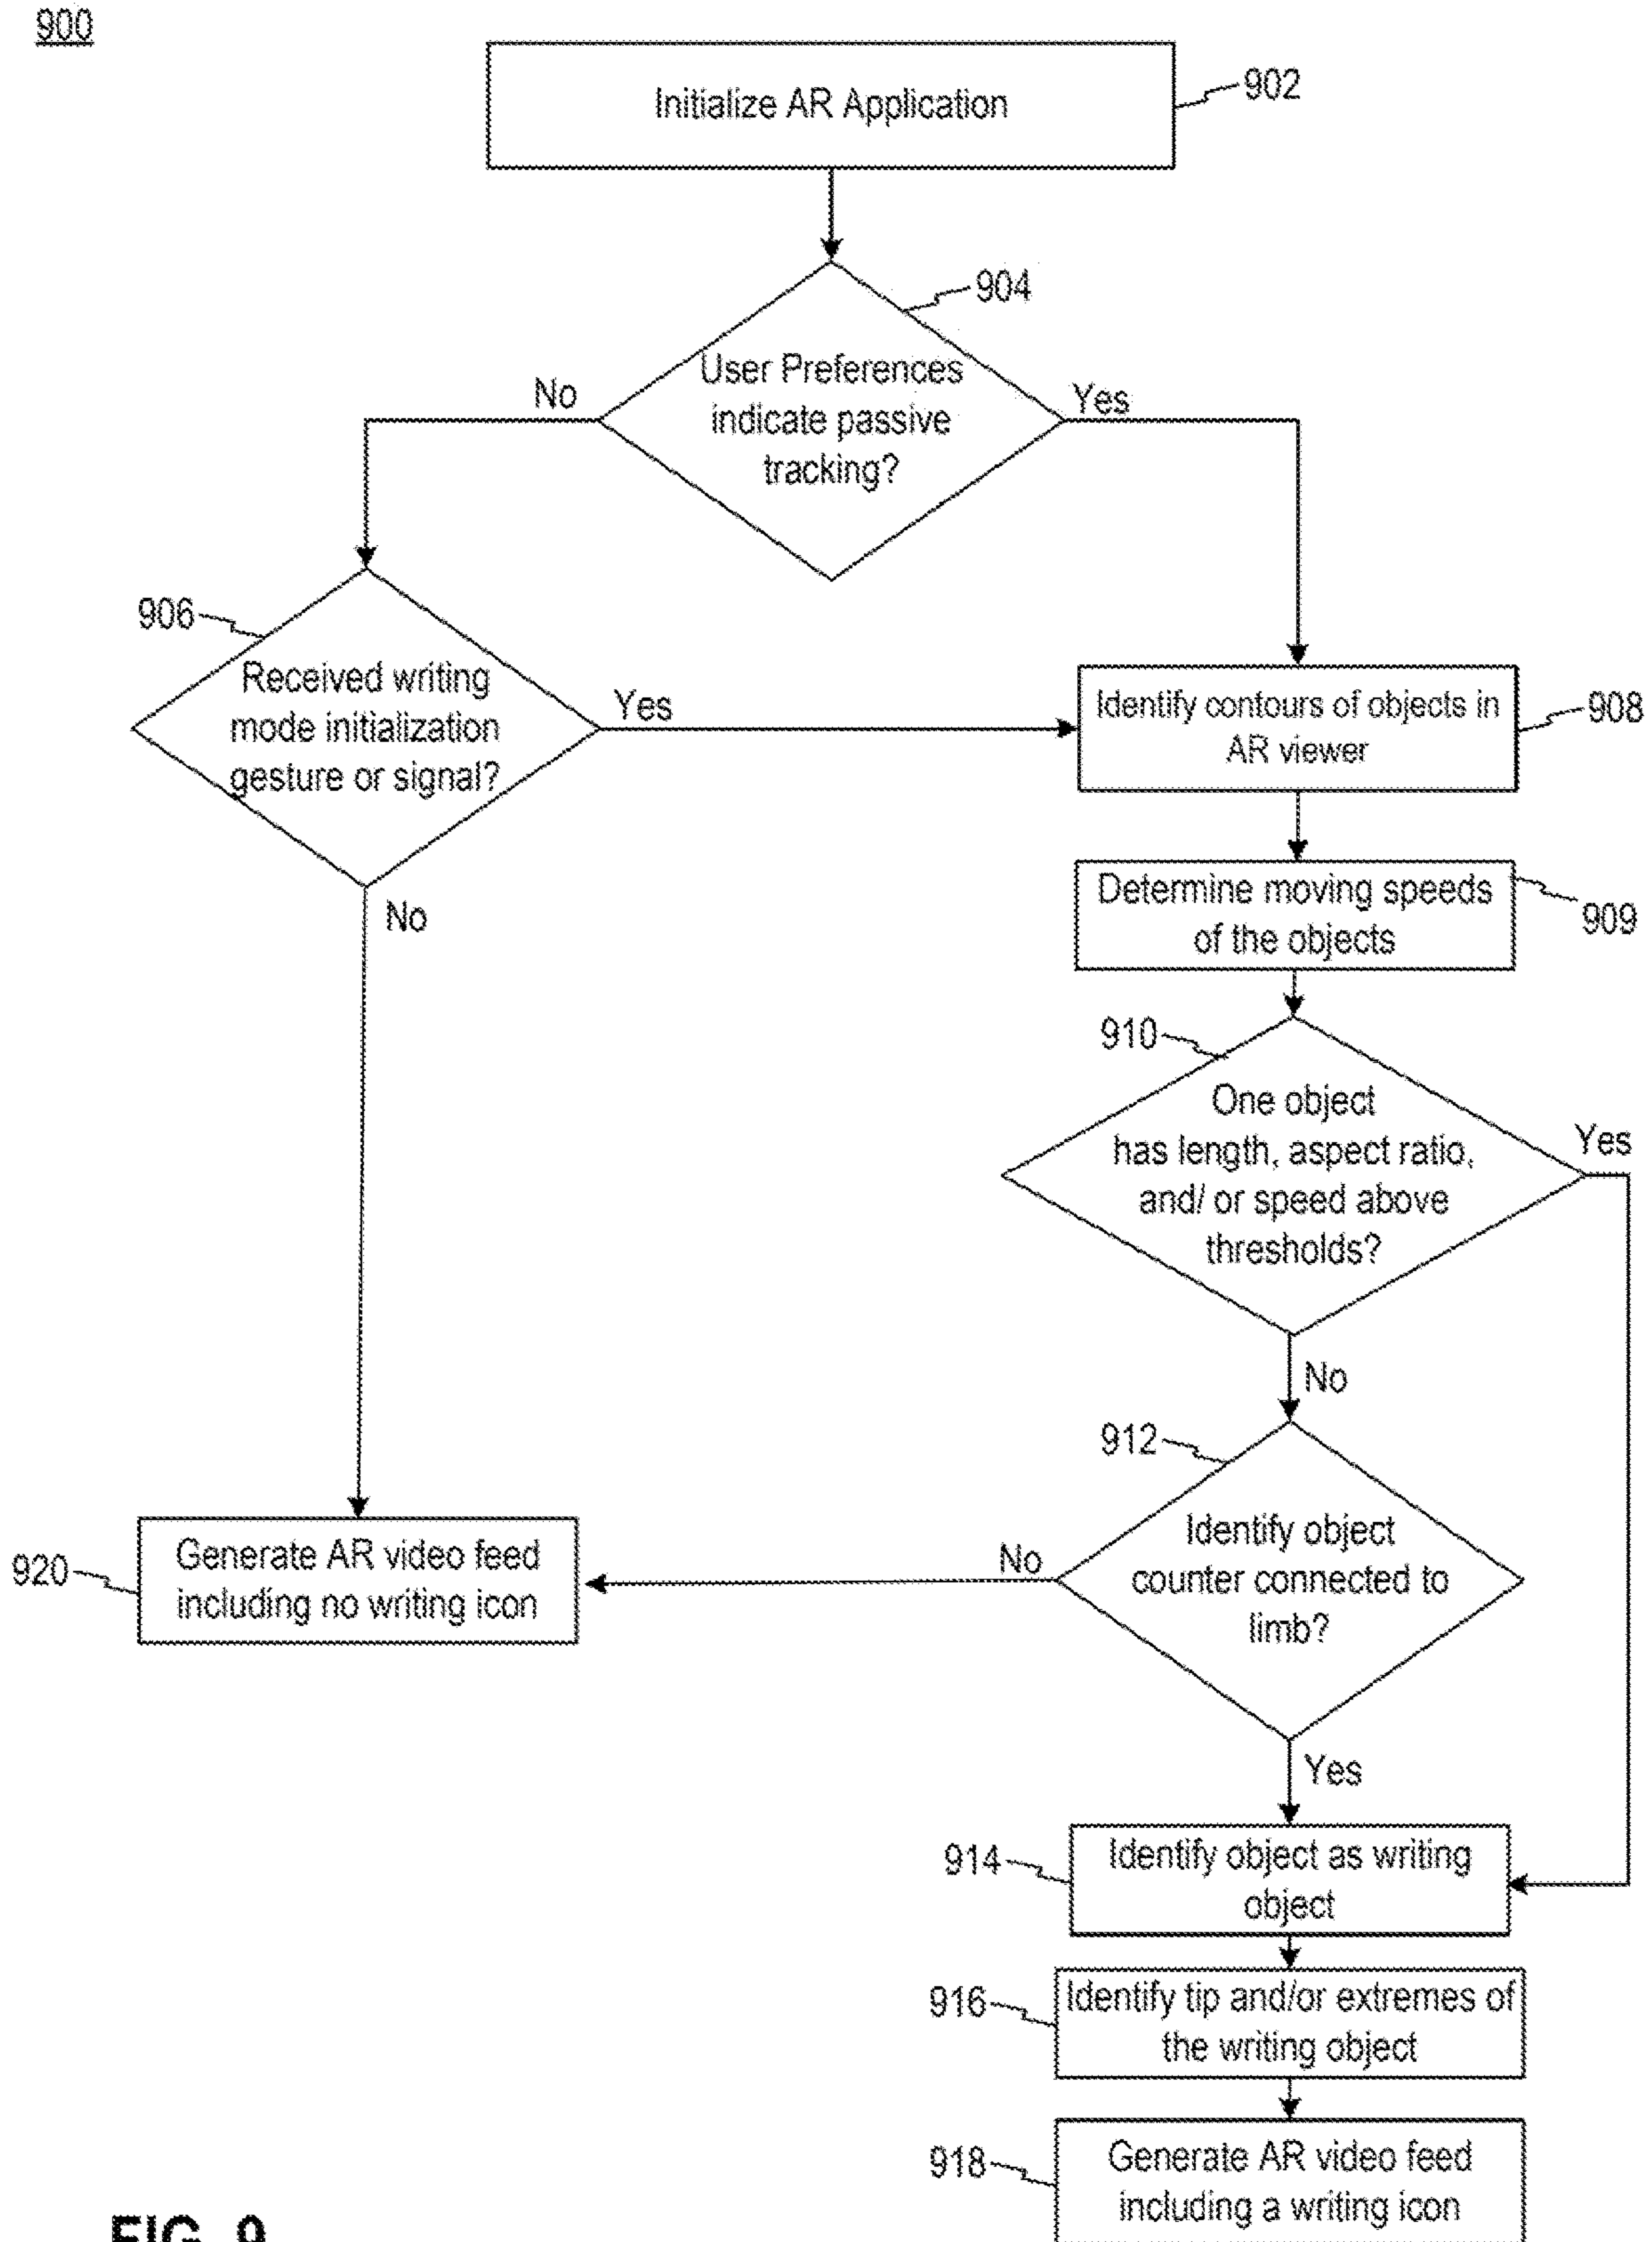 900
Initialize AR Application
902
904
User Preferences
indicate passive
tracking?
No
Yes
906
Received writing
mode initialization
gesture or signal?
Yes
No
Identify contours of objects in
AR viewer
908
Determine moving speeds
of the objects
909
910
One object
has length, aspect ratio,
and/ or speed above
thresholds?
Yes
No
912
Identify object
counter connected to
limb?
No
Yes
920
Generate AR video feed
including no writing icon
914
Identify object as writing
object
916
Identify tip and/or extremes of
the writing object
918
Generate AR video feed
including a writing icon
FIG. 9